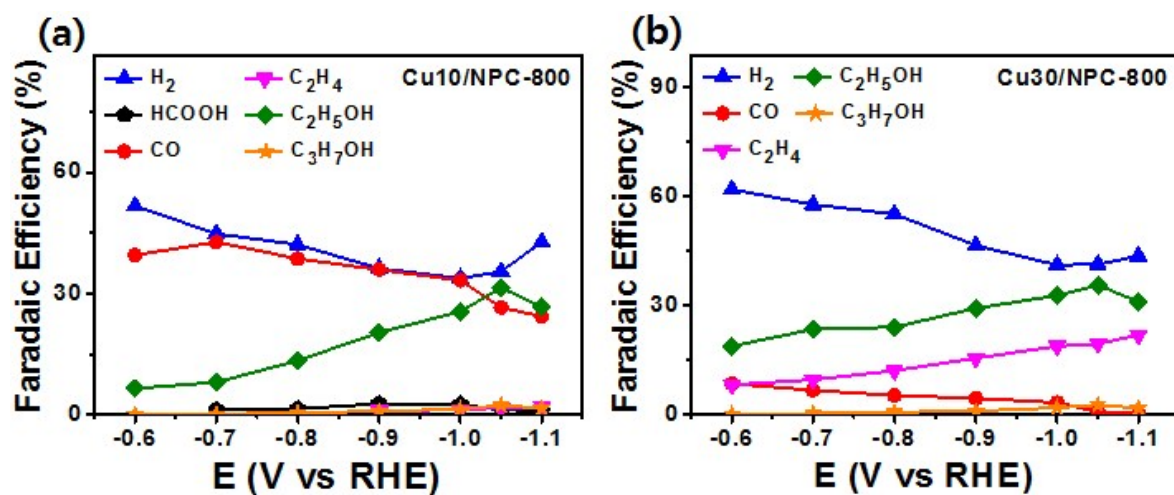 (a)
Faradaic Efficiency (%)
H2
HCOOH
CO
C2H4
C2H5OH
C3H7OH
Cu10/NPC-800
60
30
0
-0.6 -0.7 -0.8 -0.9 -1.0 -1.1
E (V vs RHE)
(b)
Faradaic Efficiency (%)
H2
CO
C2H4
C2H5OH
C3H7OH
Cu30/NPC-800
90
60
30
0
-0.6 -0.7 -0.8 -0.9 -1.0 -1.1
E (V vs RHE)